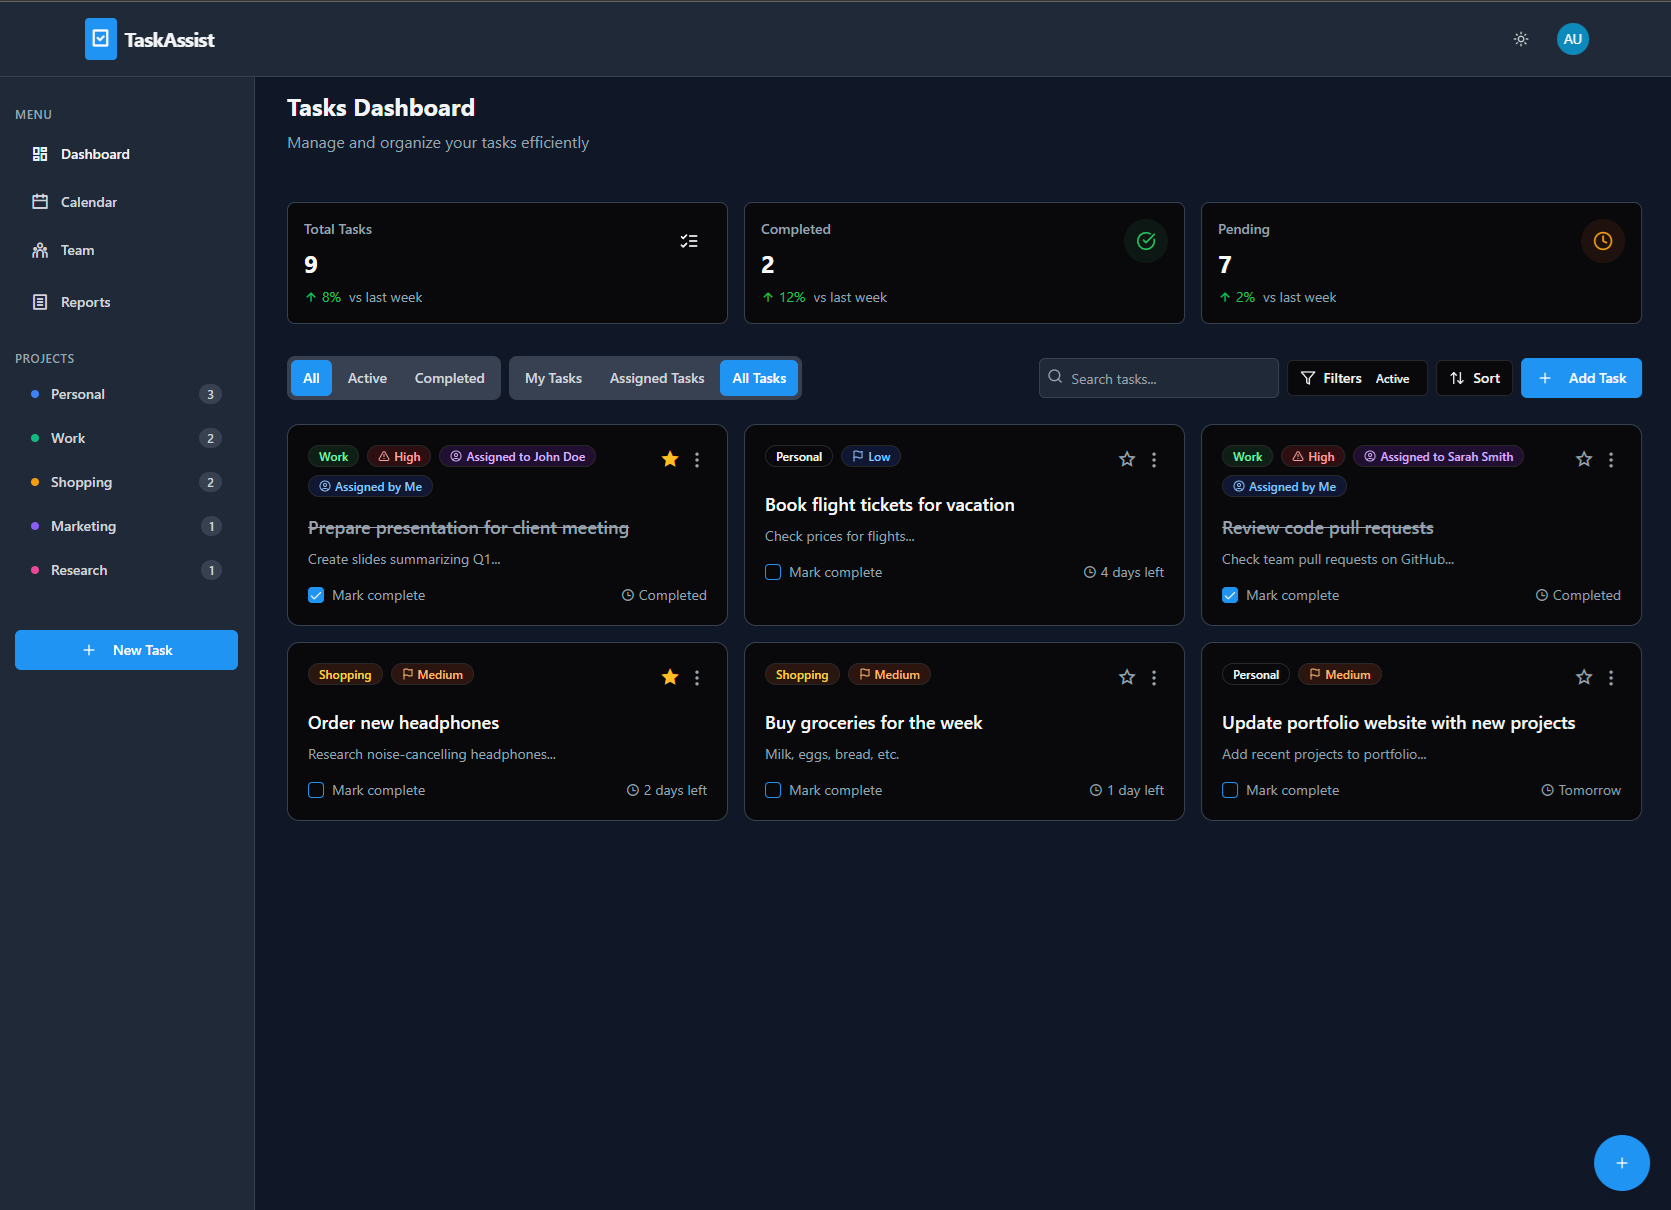 TaskAssist
AU
MENU
Dashboard
Calendar
Team
Reports
PROJECTS
Personal 3
Work 2
Shopping 2
Marketing 1
Research 1
+ New Task
Tasks Dashboard
Manage and organize your tasks efficiently
Total Tasks
9
↑ 8% vs last week
Completed
2
↑ 12% vs last week
Pending
7
↑ 2% vs last week
All Active Completed
My Tasks Assigned Tasks All Tasks
Search tasks...
Filters Active
Sort
+ Add Task
Work High Assigned to John Doe
Assigned by Me
Prepare presentation for client meeting
Create slides summarizing Q1...
Mark complete Completed
Personal Low
Book flight tickets for vacation
Check prices for flights...
Mark complete 4 days left
Work High Assigned to Sarah Smith
Assigned by Me
Review code pull requests
Check team pull requests on GitHub...
Mark complete Completed
Shopping Medium
Order new headphones
Research noise-cancelling headphones...
Mark complete 2 days left
Shopping Medium
Buy groceries for the week
Milk, eggs, bread, etc.
Mark complete 1 day left
Personal Medium
Update portfolio website with new projects
Add recent projects to portfolio...
Mark complete Tomorrow
+